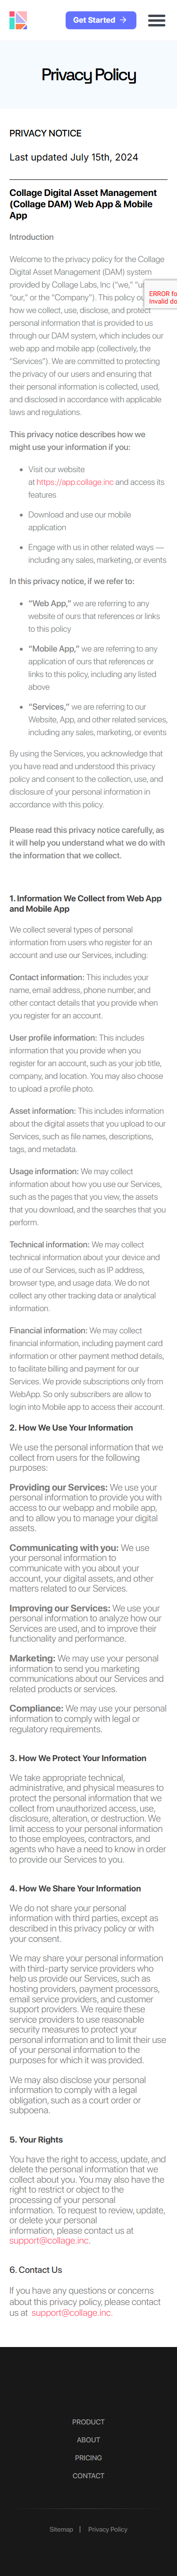 Get Started →
Privacy Policy
PRIVACY NOTICE
Last updated July 15th, 2024
Collage Digital Asset Management
(Collage DAM) Web App & Mobile
App
Introduction
Welcome to the privacy policy for the Collage
Digital Asset Management (DAM) system
provided by Collage Labs, Inc (“we,” “us,”
“our,” or the “Company”). This policy ou
how we collect, use, disclose, and protect
personal information that is provided to us
through our DAM system, which includes our
web app and mobile app (collectively, the
“Services”). We are committed to protecting
the privacy of our users and ensuring that
their personal information is collected, used,
and disclosed in accordance with applicable
laws and regulations.
ERROR fo
Invalid do
This privacy notice describes how we
might use your information if you:
• Visit our website
at https://app.collage.inc and access its
features
• Download and use our mobile
application
• Engage with us in other related ways —
including any sales, marketing, or events
In this privacy notice, if we refer to:
• “Web App,” we are referring to any
website of ours that references or links
to this policy
• “Mobile App,” we are referring to any
application of ours that references or
links to this policy, including any listed
above
• “Services,” we are referring to our
Website, App, and other related services,
including any sales, marketing, or events
By using the Services, you acknowledge that
you have read and understood this privacy
policy and consent to the collection, use, and
disclosure of your personal information in
accordance with this policy.
Please read this privacy notice carefully, as
it will help you understand what we do with
the information that we collect.
1. Information We Collect from Web App
and Mobile App
We collect several types of personal
information from users who register for an
account and use our Services, including:
Contact information: This includes your
name, email address, phone number, and
other contact details that you provide when
you register for an account.
User profile information: This includes
information that you provide when you
register for an account, such as your job title,
company, and location. You may also choose
to upload a profile photo.
Asset information: This includes information
about the digital assets that you upload to our
Services, such as file names, descriptions,
tags, and metadata.
Usage information: We may collect
information about how you use our Services,
such as the pages that you view, the assets
that you download, and the searches that you
perform.
Technical information: We may collect
technical information about your device and
use of our Services, such as IP address,
browser type, and usage data. We do not
collect any other tracking data or analytical
information.
Financial information: We may collect
financial information, including payment card
information or other payment method details,
to facilitate billing and payment for our
Services. We provide subscriptions only from
WebApp. So only subscribers are allow to
login into Mobile app to access their account.
2. How We Use Your Information
We use the personal information that we
collect from users for the following
purposes:
Providing our Services: We use your
personal information to provide you with
access to our webapp and mobile app,
and to allow you to manage your digital
assets.
Communicating with you: We use
your personal information to
communicate with you about your
account, your digital assets, and other
matters related to our Services.
Improving our Services: We use your
personal information to analyze how our
Services are used, and to improve their
functionality and performance.
Marketing: We may use your personal
information to send you marketing
communications about our Services and
related products or services.
Compliance: We may use your personal
information to comply with legal or
regulatory requirements.
3. How We Protect Your Information
We take appropriate technical,
administrative, and physical measures to
protect the personal information that we
collect from unauthorized access, use,
disclosure, alteration, or destruction. We
limit access to your personal information
to those employees, contractors, and
agents who have a need to know in order
to provide our Services to you.
4. How We Share Your Information
We do not share your personal
information with third parties, except as
described in this privacy policy or with
your consent.
We may share your personal information
with third-party service providers who
help us provide our Services, such as
hosting providers, payment processors,
email service providers, and customer
support providers. We require these
service providers to use reasonable
security measures to protect your
personal information and to limit their use
of your personal information to the
purposes for which it was provided.
We may also disclose your personal
information to comply with a legal
obligation, such as a court order or
subpoena.
5. Your Rights
You have the right to access, update, and
delete the personal information that we
collect about you. You may also have the
right to restrict or object to the
processing of your personal
information. To request to review, update,
or delete your personal
information, please contact us at
support@collage.inc.
6. Contact Us
If you have any questions or concerns
about this privacy policy, please contact
us at support@collage.inc.
PRODUCT
ABOUT
PRICING
CONTACT
Sitemap | Privacy Policy